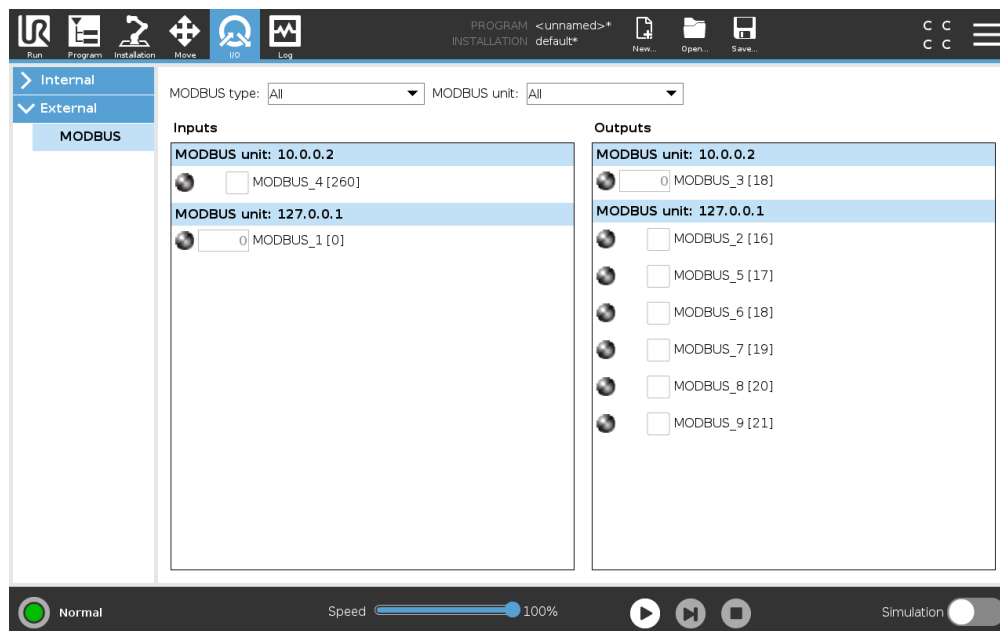 UR
PROGRAM <unnamed>*
INSTALLATION default*
Run Program Installation Move I/O Log New... Open... Save...
C C
C C
Internal
External
MODBUS
MODBUS type: All MODBUS unit: All
Inputs
MODBUS unit: 10.0.0.2
MODBUS_4 [260]
MODBUS unit: 127.0.0.1
0 MODBUS_1 [0]
Outputs
MODBUS unit: 10.0.0.2
0 MODBUS_3 [18]
MODBUS unit: 127.0.0.1
MODBUS_2 [16]
MODBUS_5 [17]
MODBUS_6 [18]
MODBUS_7 [19]
MODBUS_8 [20]
MODBUS_9 [21]
Normal Speed 100% Simulation